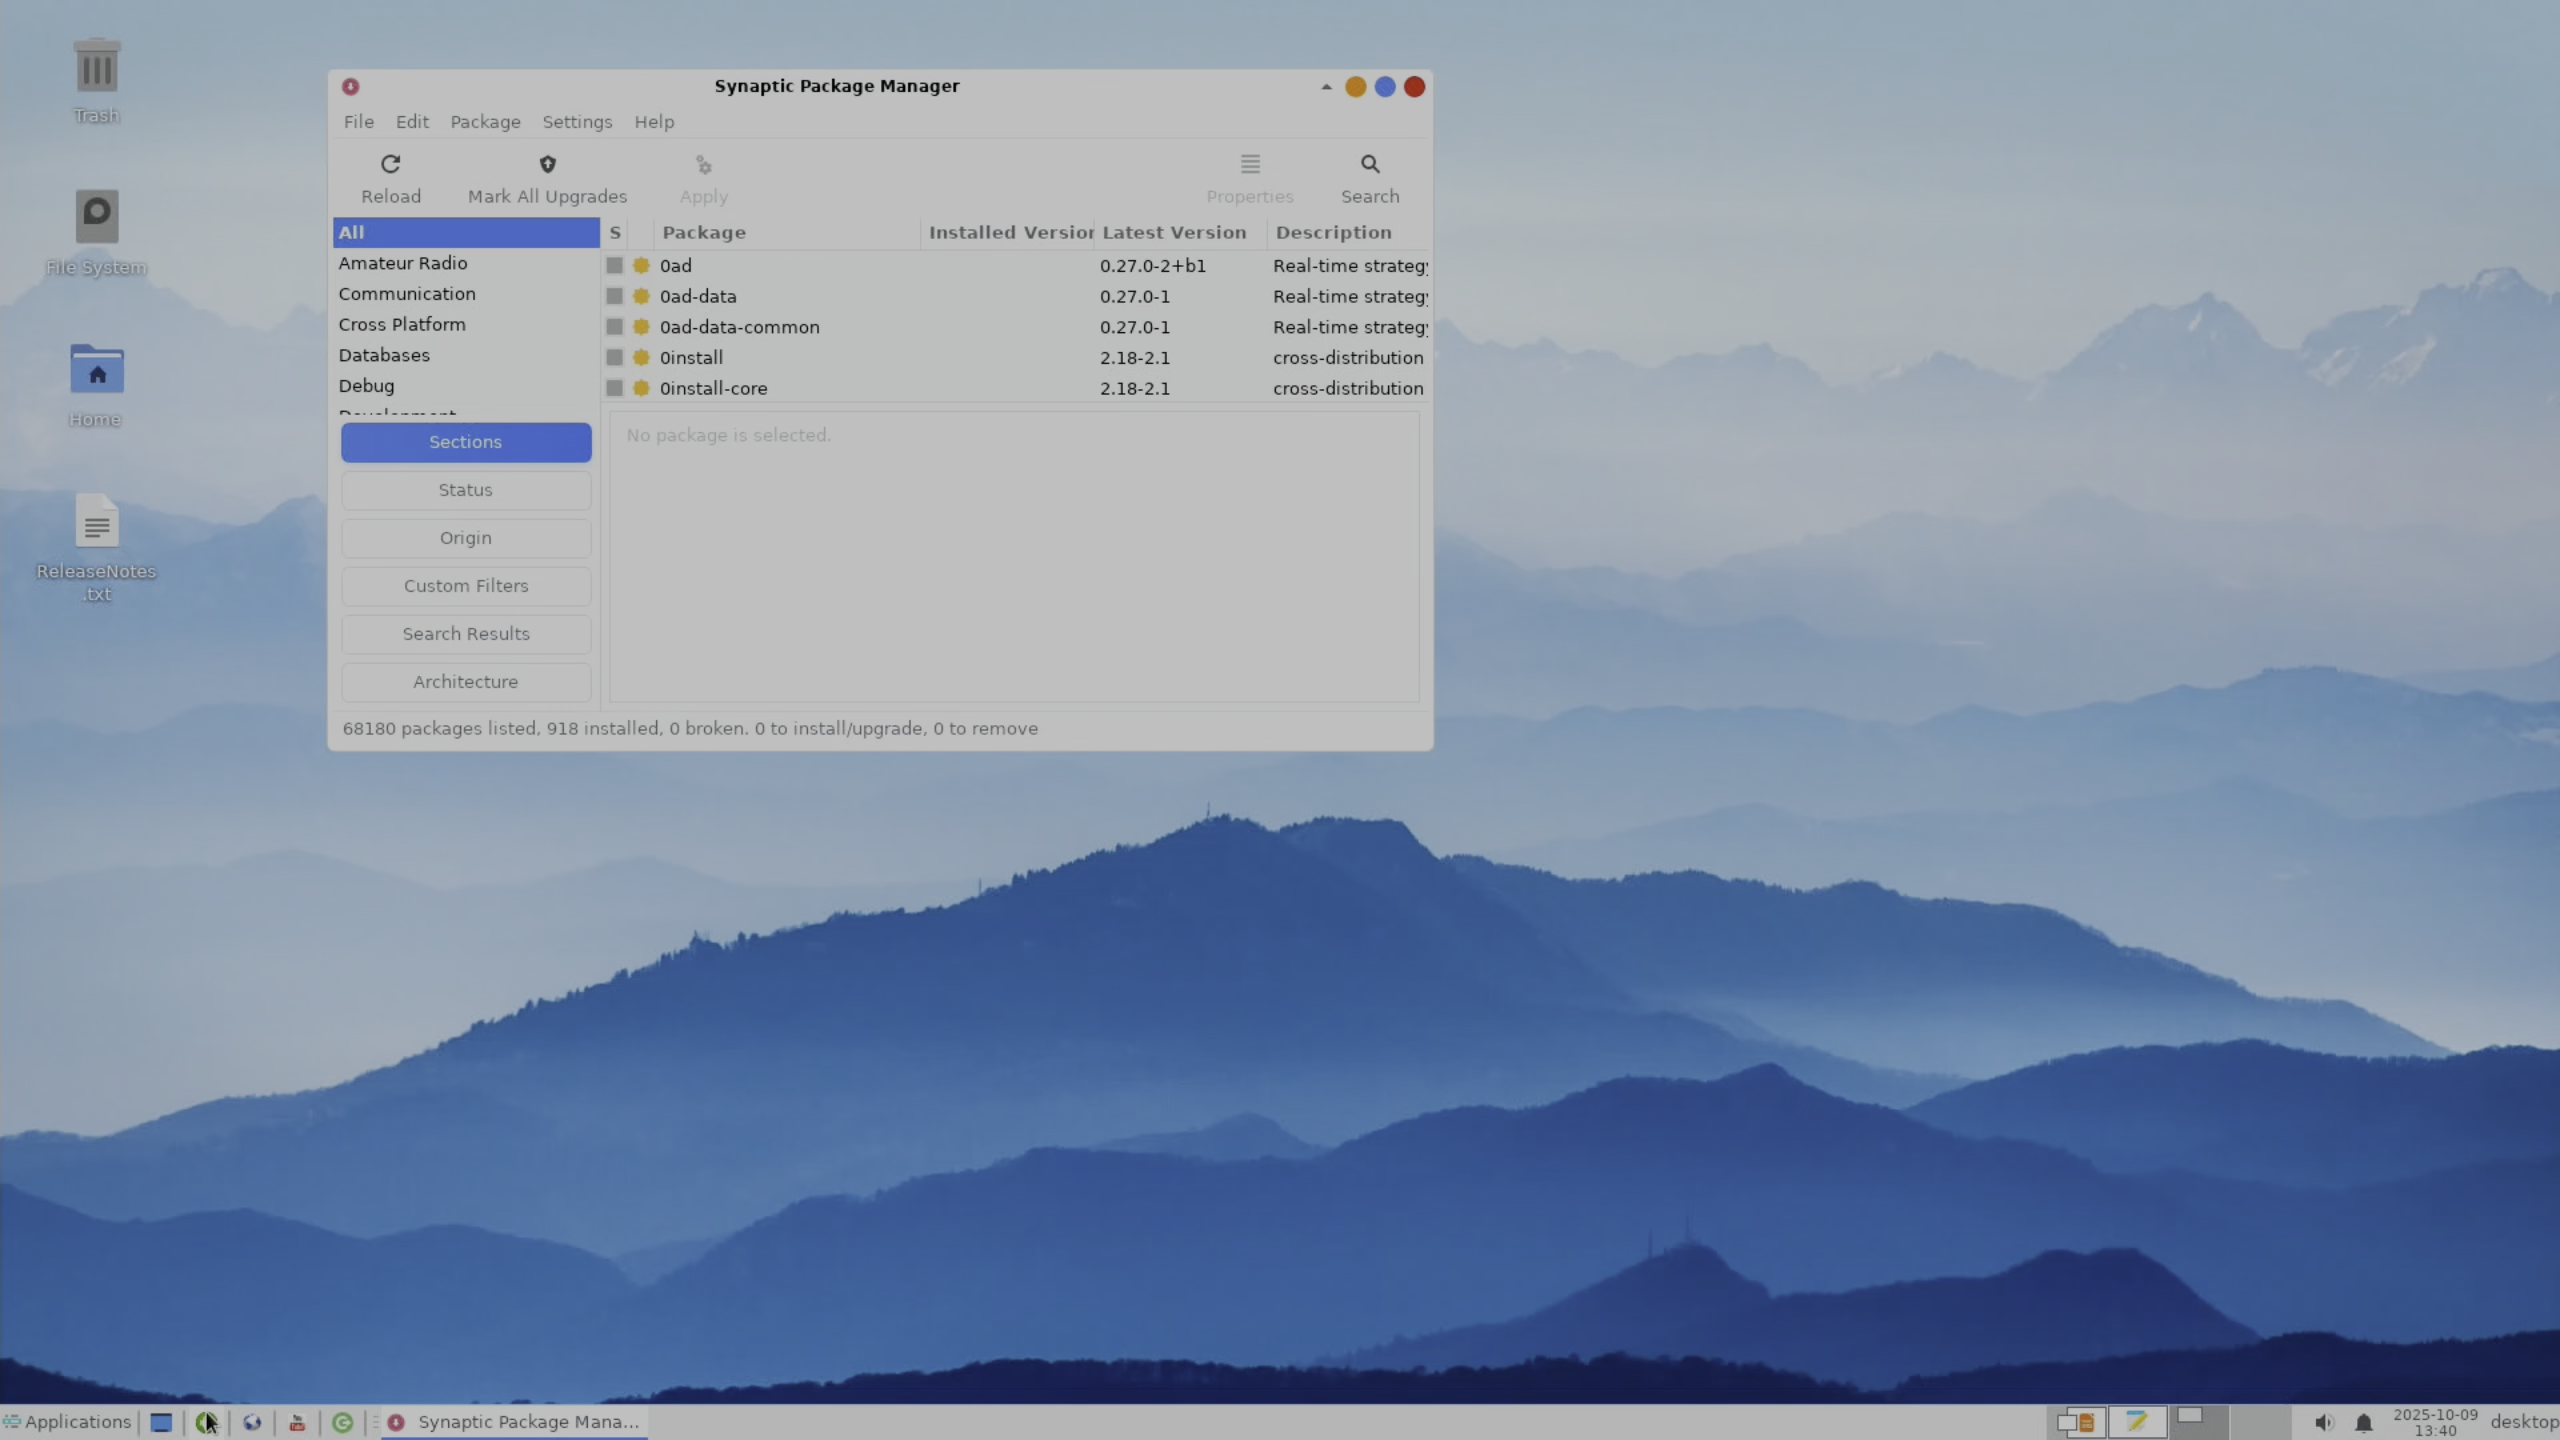 Trash
File System
Home
ReleaseNotes
.txt
Synaptic Package Manager
File Edit Package Settings Help
Reload Mark All Upgrades Apply Properties Search
All
Amateur Radio
Communication
Cross Platform
Databases
Debug
Development
Sections
Status
Origin
Custom Filters
Search Results
Architecture
S Package Installed Version Latest Version Description
0ad 0.27.0-2+b1 Real-time strategy
0ad-data 0.27.0-1 Real-time strategy
0ad-data-common 0.27.0-1 Real-time strategy
0install 2.18-2.1 cross-distribution
0install-core 2.18-2.1 cross-distribution
No package is selected.
68180 packages listed, 918 installed, 0 broken. 0 to install/upgrade, 0 to remove
Applications
Synaptic Package Mana...
2025-10-09
13:40
desktop